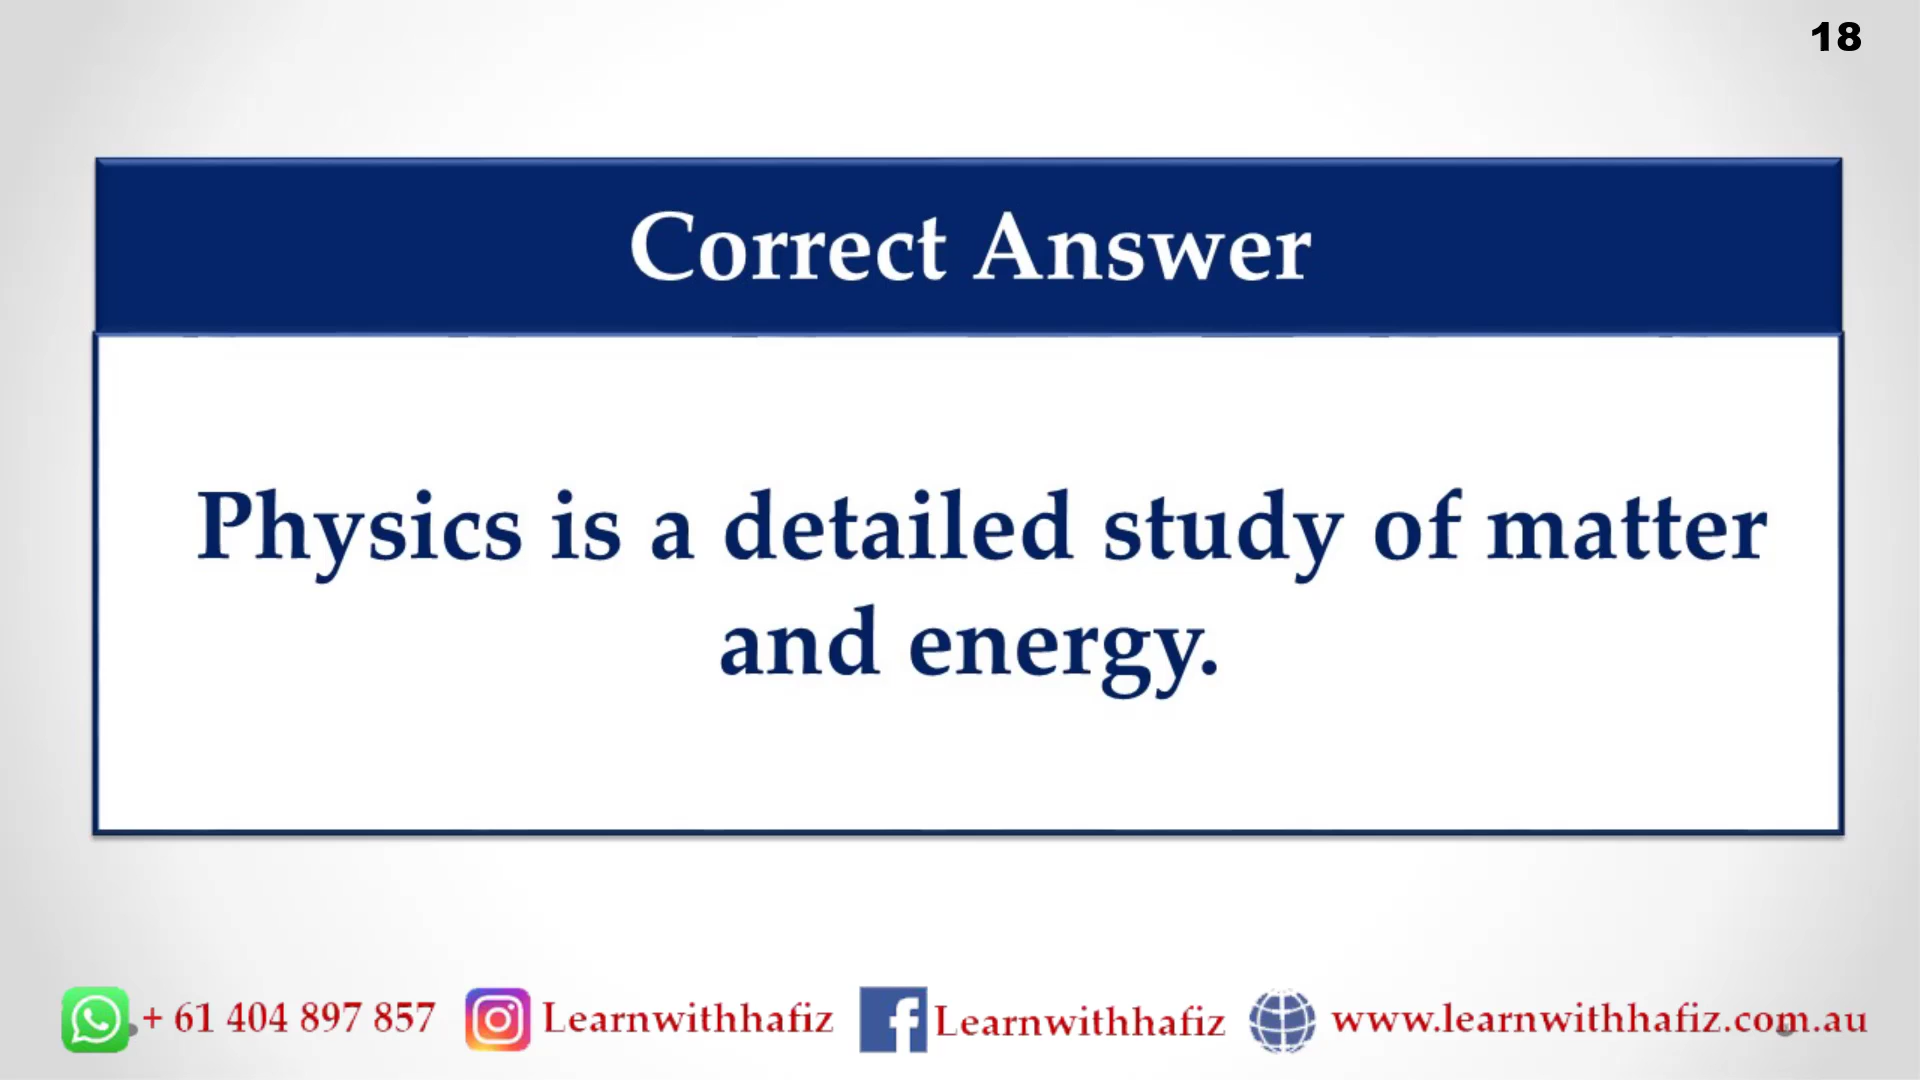 18
Correct Answer
Physics is a detailed study of matter
and energy.
+ 61 404 897 857 Learnwithhafiz Learnwithhafiz www.learnwithhafiz.com.au